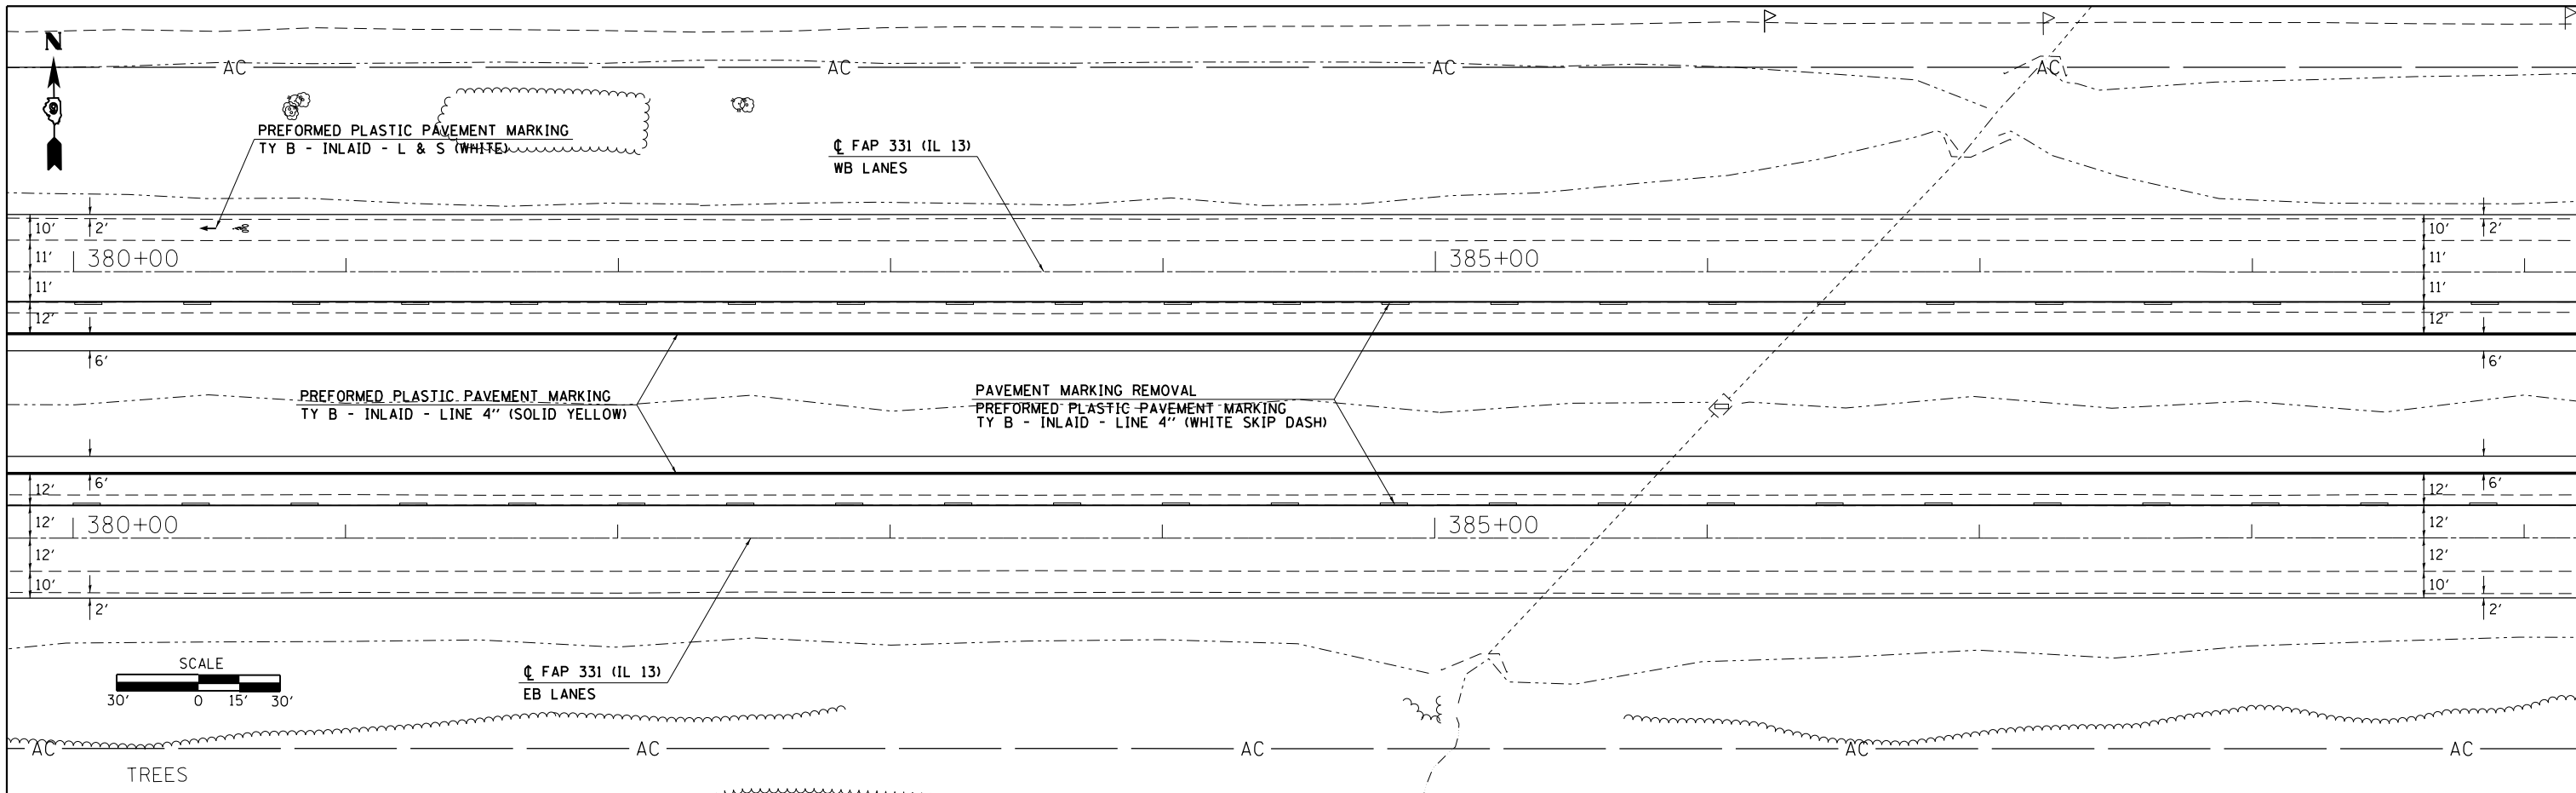 N
AC AC AC AC
PREFORMED PLASTIC PAVEMENT MARKING
TY B - INLAID - L & S (WHITE)
℄ FAP 331 (IL 13)
WB LANES
10' 2' 10' 2'
380+00 385+00
11' 11'
11' 11'
12' 12'
6' 6'
PREFORMED PLASTIC PAVEMENT MARKING
TY B - INLAID - LINE 4" (SOLID YELLOW)
PAVEMENT MARKING REMOVAL
PREFORMED PLASTIC PAVEMENT MARKING
TY B - INLAID - LINE 4" (WHITE SKIP DASH)
12' 6' 12' 6'
380+00 385+00
12' 12'
12' 12'
10' 10'
2' 2'
SCALE
30' 0 15' 30'
℄ FAP 331 (IL 13)
EB LANES
AC AC AC AC AC
TREES